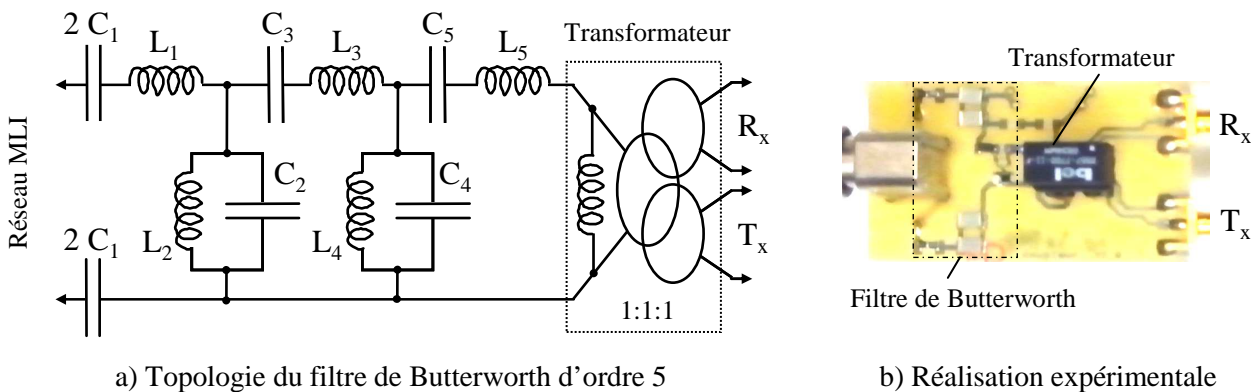 2 C₁
L₁
C₃
L₃
C₅
L₅
Transformateur
Réseau MLI
L₂
C₂
L₄
C₄
Rₓ
Tₓ
2 C₁
1:1:1
a) Topologie du filtre de Butterworth d’ordre 5
Transformateur
bel
Rₓ
Tₓ
Filtre de Butterworth
b) Réalisation expérimentale